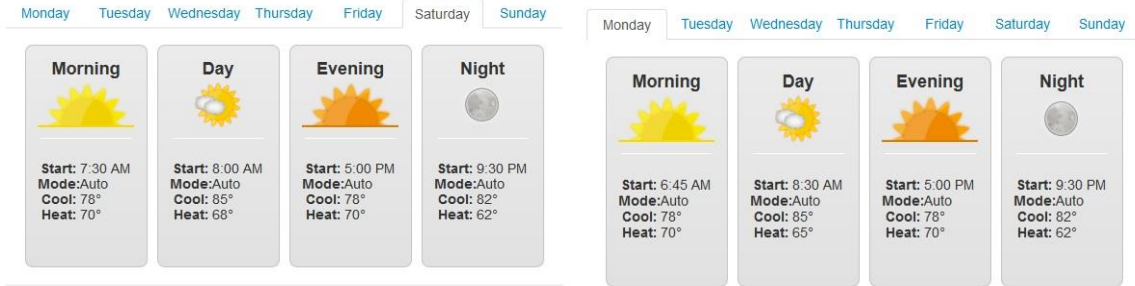 Monday Tuesday Wednesday Thursday Friday Saturday Sunday
Morning Day Evening Night
Start: 7:30 AM Start: 8:00 AM Start: 5:00 PM Start: 9:30 PM
Mode:Auto Mode:Auto Mode:Auto Mode:Auto
Cool: 78° Cool: 85° Cool: 78° Cool: 82°
Heat: 70° Heat: 68° Heat: 70° Heat: 62°
Monday Tuesday Wednesday Thursday Friday Saturday Sunday
Morning Day Evening Night
Start: 6:45 AM Start: 8:30 AM Start: 5:00 PM Start: 9:30 PM
Mode:Auto Mode:Auto Mode:Auto Mode:Auto
Cool: 78° Cool: 85° Cool: 78° Cool: 82°
Heat: 70° Heat: 65° Heat: 70° Heat: 62°